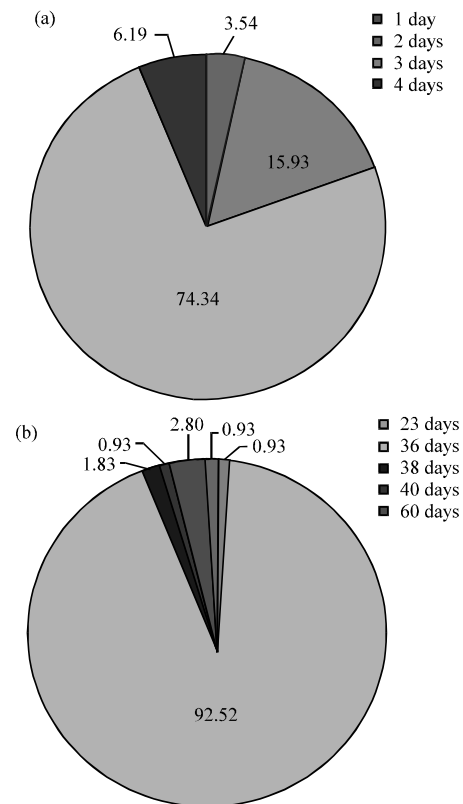 (a)
6.19
3.54
1 day
2 days
3 days
4 days
15.93
74.34
(b)
2.80
0.93
0.93
0.93
1.83
23 days
36 days
38 days
40 days
60 days
92.52